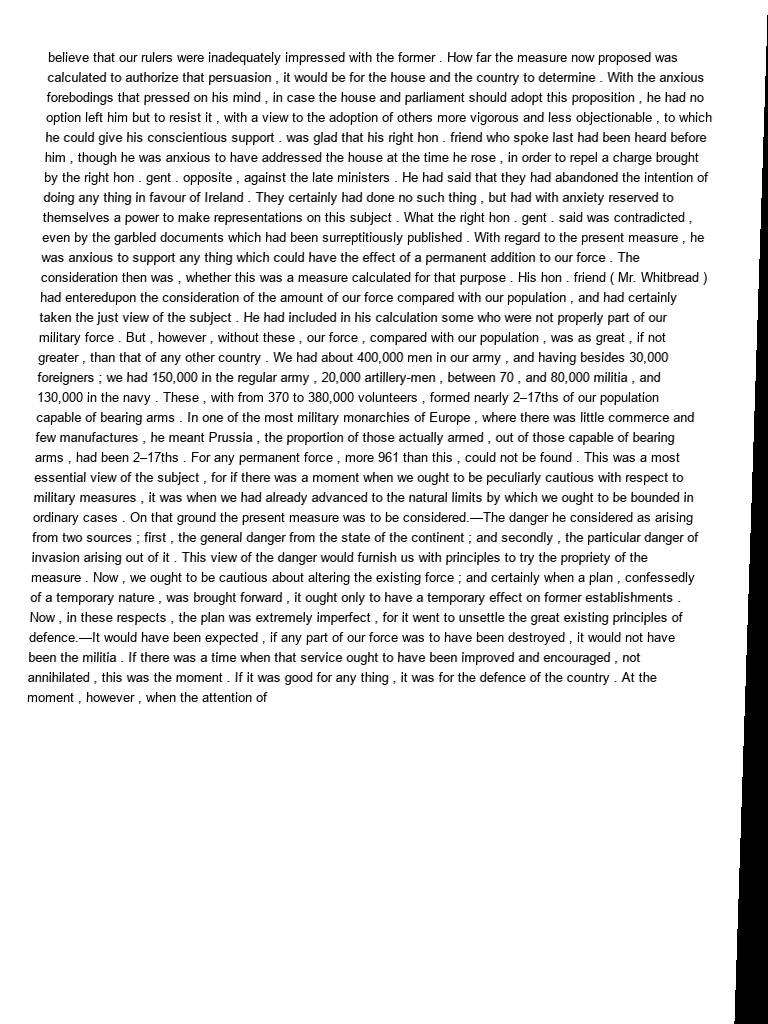 believe that our rulers were inadequately impressed with the former . How far the measure now proposed was
calculated to authorize that persuasion , it would be for the house and the country to determine . With the anxious
forebodings that pressed on his mind , in case the house and parliament should adopt this proposition , he had no
option left him but to resist it , with a view to the adoption of others more vigorous and less objectionable , to which
he could give his conscientious support . was glad that his right hon . friend who spoke last had been heard before
him , though he was anxious to have addressed the house at the time he rose , in order to repel a charge brought
by the right hon . gent . opposite , against the late ministers . He had said that they had abandoned the intention of
doing any thing in favour of Ireland . They certainly had done no such thing , but had with anxiety reserved to
themselves a power to make representations on this subject . What the right hon . gent . said was contradicted ,
even by the garbled documents which had been surreptitiously published . With regard to the present measure , he
was anxious to support any thing which could have the effect of a permanent addition to our force . The
consideration then was , whether this was a measure calculated for that purpose . His hon . friend ( Mr. Whitbread )
had enteredupon the consideration of the amount of our force compared with our population , and had certainly
taken the just view of the subject . He had included in his calculation some who were not properly part of our
military force . But , however , without these , our force , compared with our population , was as great , if not
greater , than that of any other country . We had about 400,000 men in our army , and having besides 30,000
foreigners ; we had 150,000 in the regular army , 20,000 artillery-men , between 70 , and 80,000 militia , and
130,000 in the navy . These , with from 370 to 380,000 volunteers , formed nearly 2–17ths of our population
capable of bearing arms . In one of the most military monarchies of Europe , where there was little commerce and
few manufactures , he meant Prussia , the proportion of those actually armed , out of those capable of bearing
arms , had been 2–17ths . For any permanent force , more 961 than this , could not be found . This was a most
essential view of the subject , for if there was a moment when we ought to be peculiarly cautious with respect to
military measures , it was when we had already advanced to the natural limits by which we ought to be bounded in
ordinary cases . On that ground the present measure was to be considered.—The danger he considered as arising
from two sources ; first , the general danger from the state of the continent ; and secondly , the particular danger of
invasion arising out of it . This view of the danger would furnish us with principles to try the propriety of the
measure . Now , we ought to be cautious about altering the existing force ; and certainly when a plan , confessedly
of a temporary nature , was brought forward , it ought only to have a temporary effect on former establishments .
Now , in these respects , the plan was extremely imperfect , for it went to unsettle the great existing principles of
defence.—It would have been expected , if any part of our force was to have been destroyed , it would not have
been the militia . If there was a time when that service ought to have been improved and encouraged , not
annihilated , this was the moment . If it was good for any thing , it was for the defence of the country . At the
moment , however , when the attention of